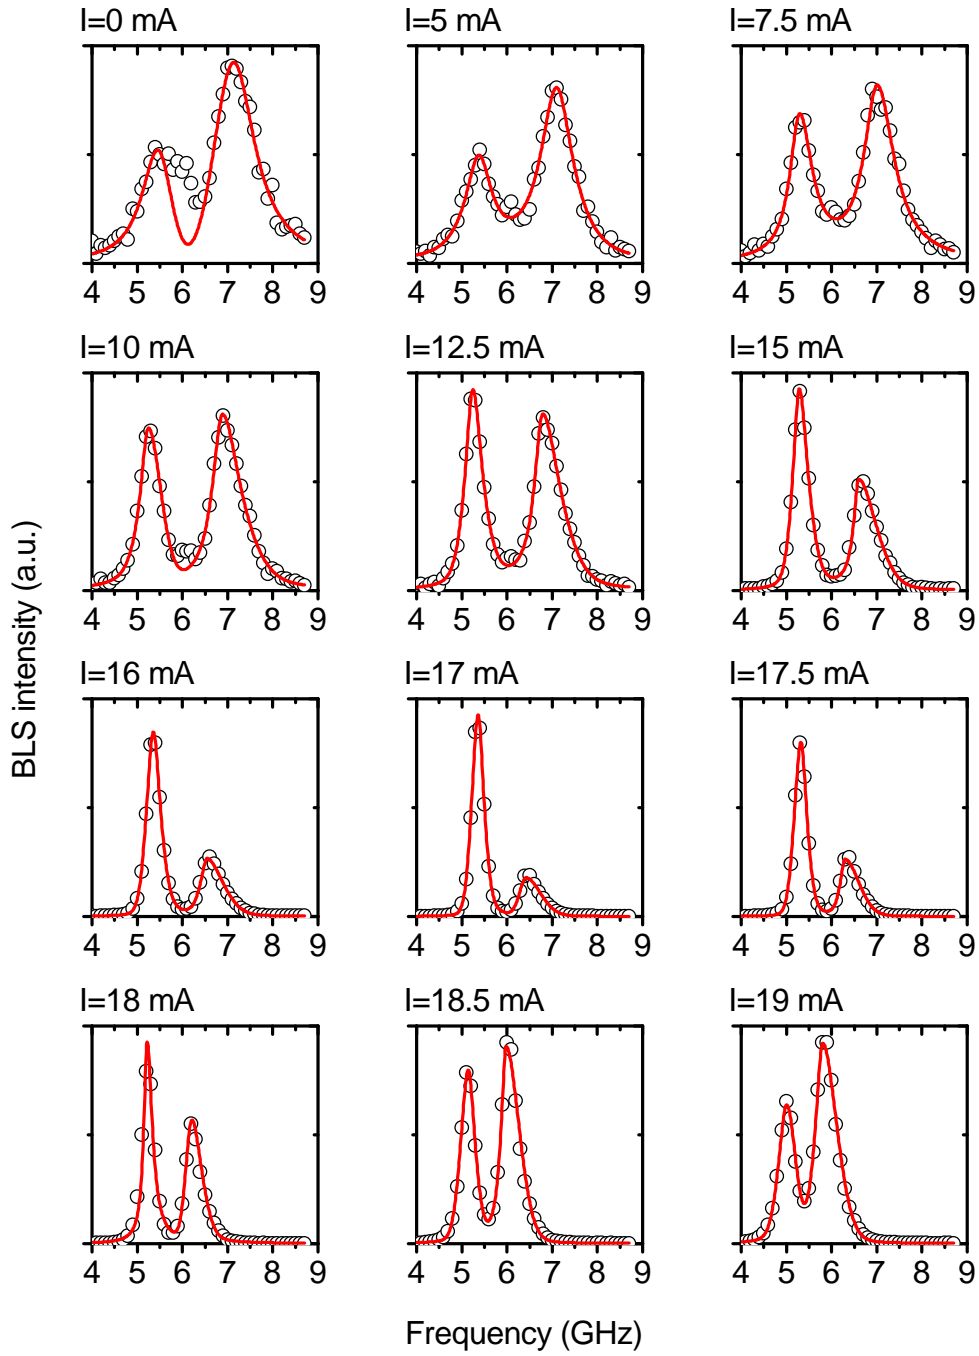 I=0 mA
I=5 mA
I=7.5 mA
4 5 6 7 8 9
4 5 6 7 8 9
4 5 6 7 8 9
I=10 mA
I=12.5 mA
I=15 mA
4 5 6 7 8 9
4 5 6 7 8 9
4 5 6 7 8 9
I=16 mA
I=17 mA
I=17.5 mA
4 5 6 7 8 9
4 5 6 7 8 9
4 5 6 7 8 9
I=18 mA
I=18.5 mA
I=19 mA
4 5 6 7 8 9
4 5 6 7 8 9
4 5 6 7 8 9
BLS intensity (a.u.)
Frequency (GHz)